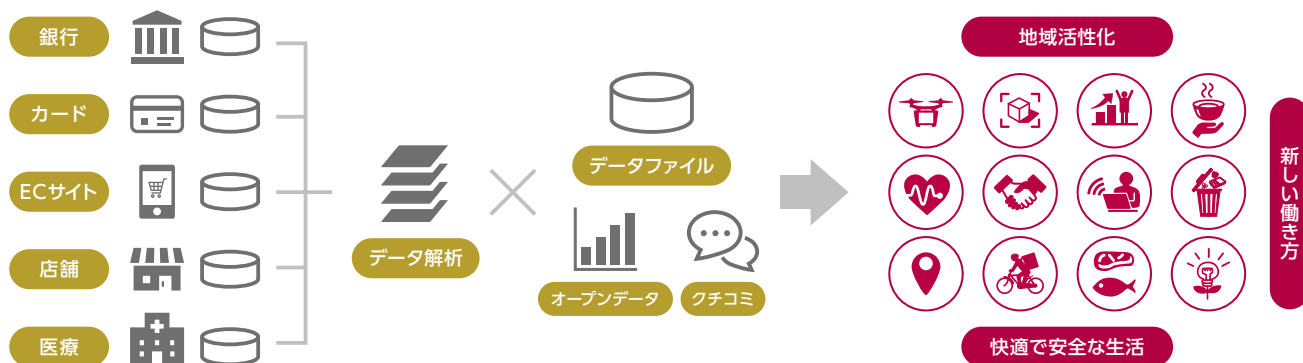 銀行
カード
ECサイト
店舗
医療
データ解析
データファイル
オープンデータ
クチコミ
地域活性化
新しい働き方
快適で安全な生活